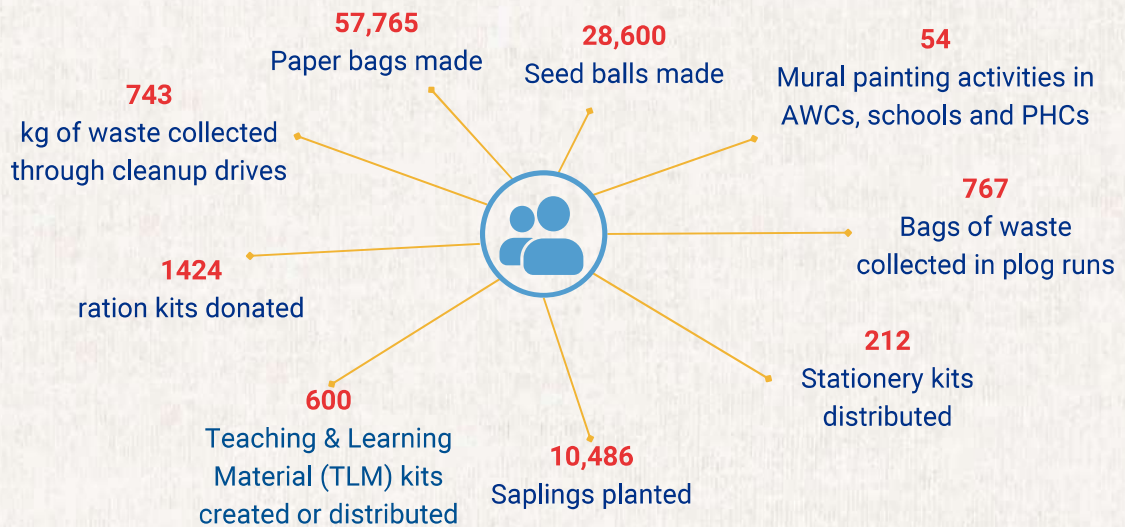 57,765
Paper bags made
28,600
Seed balls made
54
Mural painting activities in
AWCs, schools and PHCs
743
kg of waste collected
through cleanup drives
767
Bags of waste
collected in plog runs
1424
ration kits donated
212
Stationery kits
distributed
600
Teaching & Learning
Material (TLM) kits
created or distributed
10,486
Saplings planted